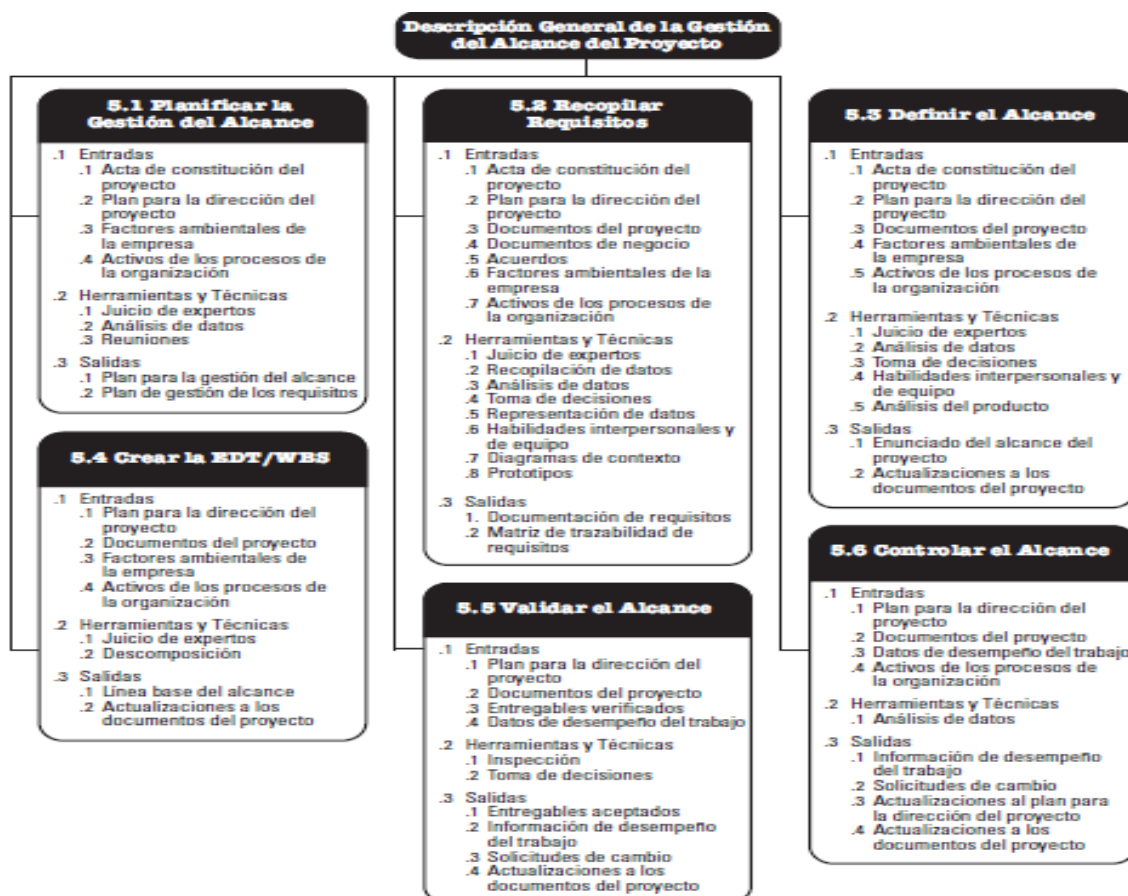 Descripción General de la Gestión
del Alcance del Proyecto
5.1 Planificar la
Gestión del Alcance
.1 Entradas
.1 Acta de constitución del
proyecto
.2 Plan para la dirección del
proyecto
.3 Factores ambientales de
la empresa
.4 Activos de los procesos de
la organización
.2 Herramientas y Técnicas
.1 Juicio de expertos
.2 Análisis de datos
.3 Reuniones
.3 Salidas
.1 Plan para la gestión del alcance
.2 Plan de gestión de los requisitos
5.2 Recopilar
Requisitos
.1 Entradas
.1 Acta de constitución del
proyecto
.2 Plan para la dirección del
proyecto
.3 Documentos del proyecto
.4 Documentos de negocio
.5 Acuerdos
.6 Factores ambientales de la
empresa
.7 Activos de los procesos de
la organización
.2 Herramientas y Técnicas
.1 Juicio de expertos
.2 Recopilación de datos
.3 Análisis de datos
.4 Toma de decisiones
.5 Representación de datos
.6 Habilidades interpersonales y
de equipo
.7 Diagramas de contexto
.8 Prototipos
.3 Salidas
1. Documentación de requisitos
.2 Matriz de trazabilidad de
requisitos
5.3 Definir el Alcance
.1 Entradas
.1 Acta de constitución del
proyecto
.2 Plan para la dirección del
proyecto
.3 Documentos del proyecto
.4 Factores ambientales de
la empresa
.5 Activos de los procesos de
la organización
.2 Herramientas y Técnicas
.1 Juicio de expertos
.2 Análisis de datos
.3 Toma de decisiones
.4 Habilidades interpersonales y
de equipo
.5 Análisis del producto
.3 Salidas
.1 Enunciado del alcance del
proyecto
.2 Actualizaciones a los
documentos del proyecto
5.4 Crear la EDT/WBS
.1 Entradas
.1 Plan para la dirección del
proyecto
.2 Documentos del proyecto
.3 Factores ambientales de
la empresa
.4 Activos de los procesos de
la organización
.2 Herramientas y Técnicas
.1 Juicio de expertos
.2 Descomposición
.3 Salidas
.1 Línea base del alcance
.2 Actualizaciones a los
documentos del proyecto
5.5 Validar el Alcance
.1 Entradas
.1 Plan para la dirección del
proyecto
.2 Documentos del proyecto
.3 Entregables verificados
.4 Datos de desempeño del trabajo
.2 Herramientas y Técnicas
.1 Inspección
.2 Toma de decisiones
.3 Salidas
.1 Entregables aceptados
.2 Información de desempeño
del trabajo
.3 Solicitudes de cambio
.4 Actualizaciones a los
documentos del proyecto
5.6 Controlar el Alcance
.1 Entradas
.1 Plan para la dirección del
proyecto
.2 Documentos del proyecto
.3 Datos de desempeño del trabajo
.4 Activos de los procesos de
la organización
.2 Herramientas y Técnicas
.1 Análisis de datos
.3 Salidas
.1 Información de desempeño
del trabajo
.2 Solicitudes de cambio
.3 Actualizaciones al plan para
la dirección del proyecto
.4 Actualizaciones a los
documentos del proyecto